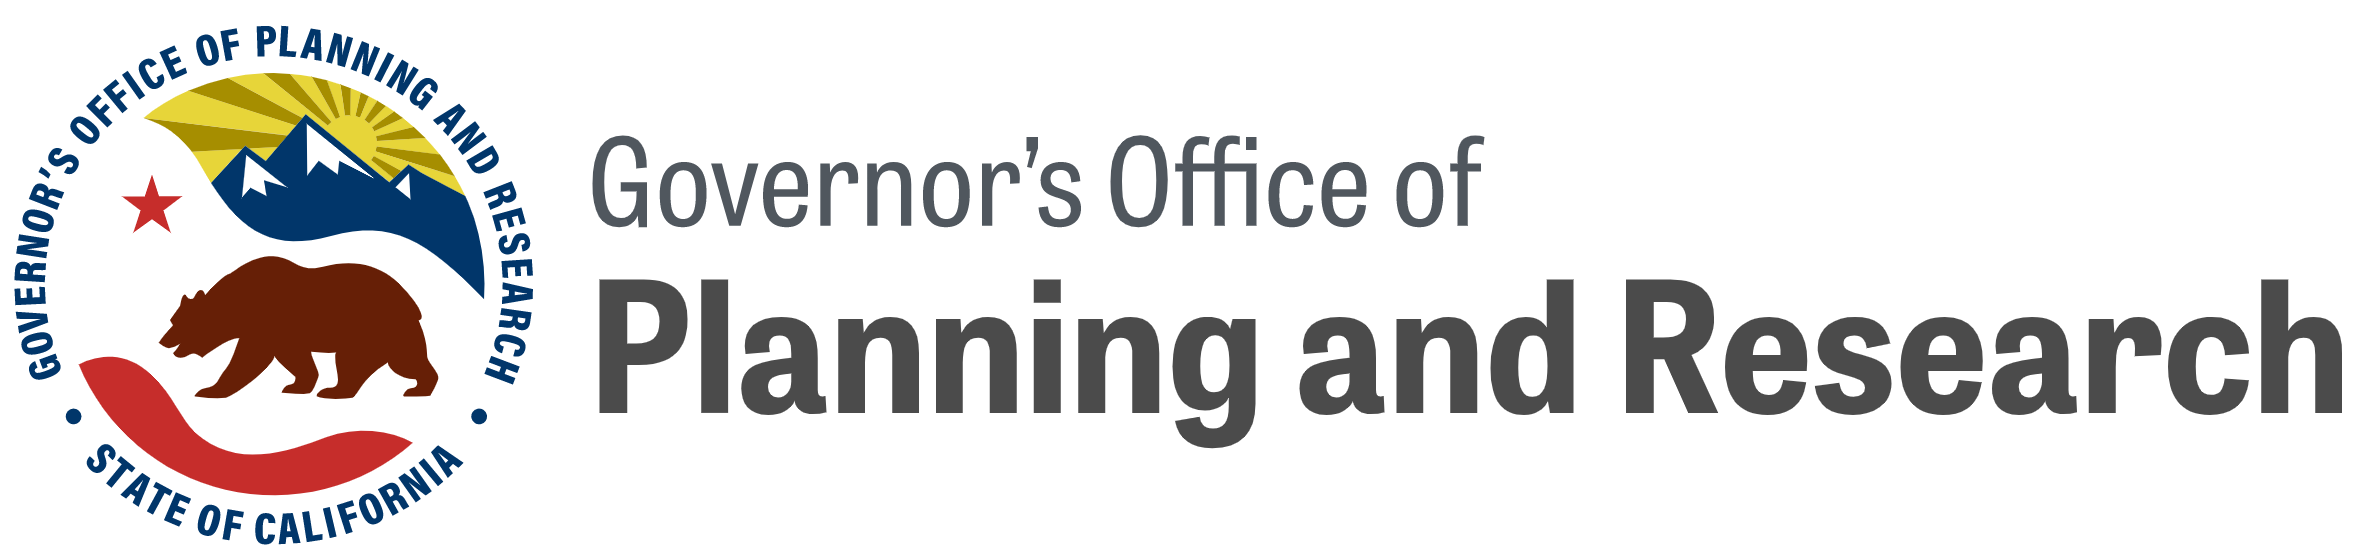 GOVERNOR'S OFFICE OF PLANNING AND RESEARCH
• STATE OF CALIFORNIA •
Governor's Office of
Planning and Research